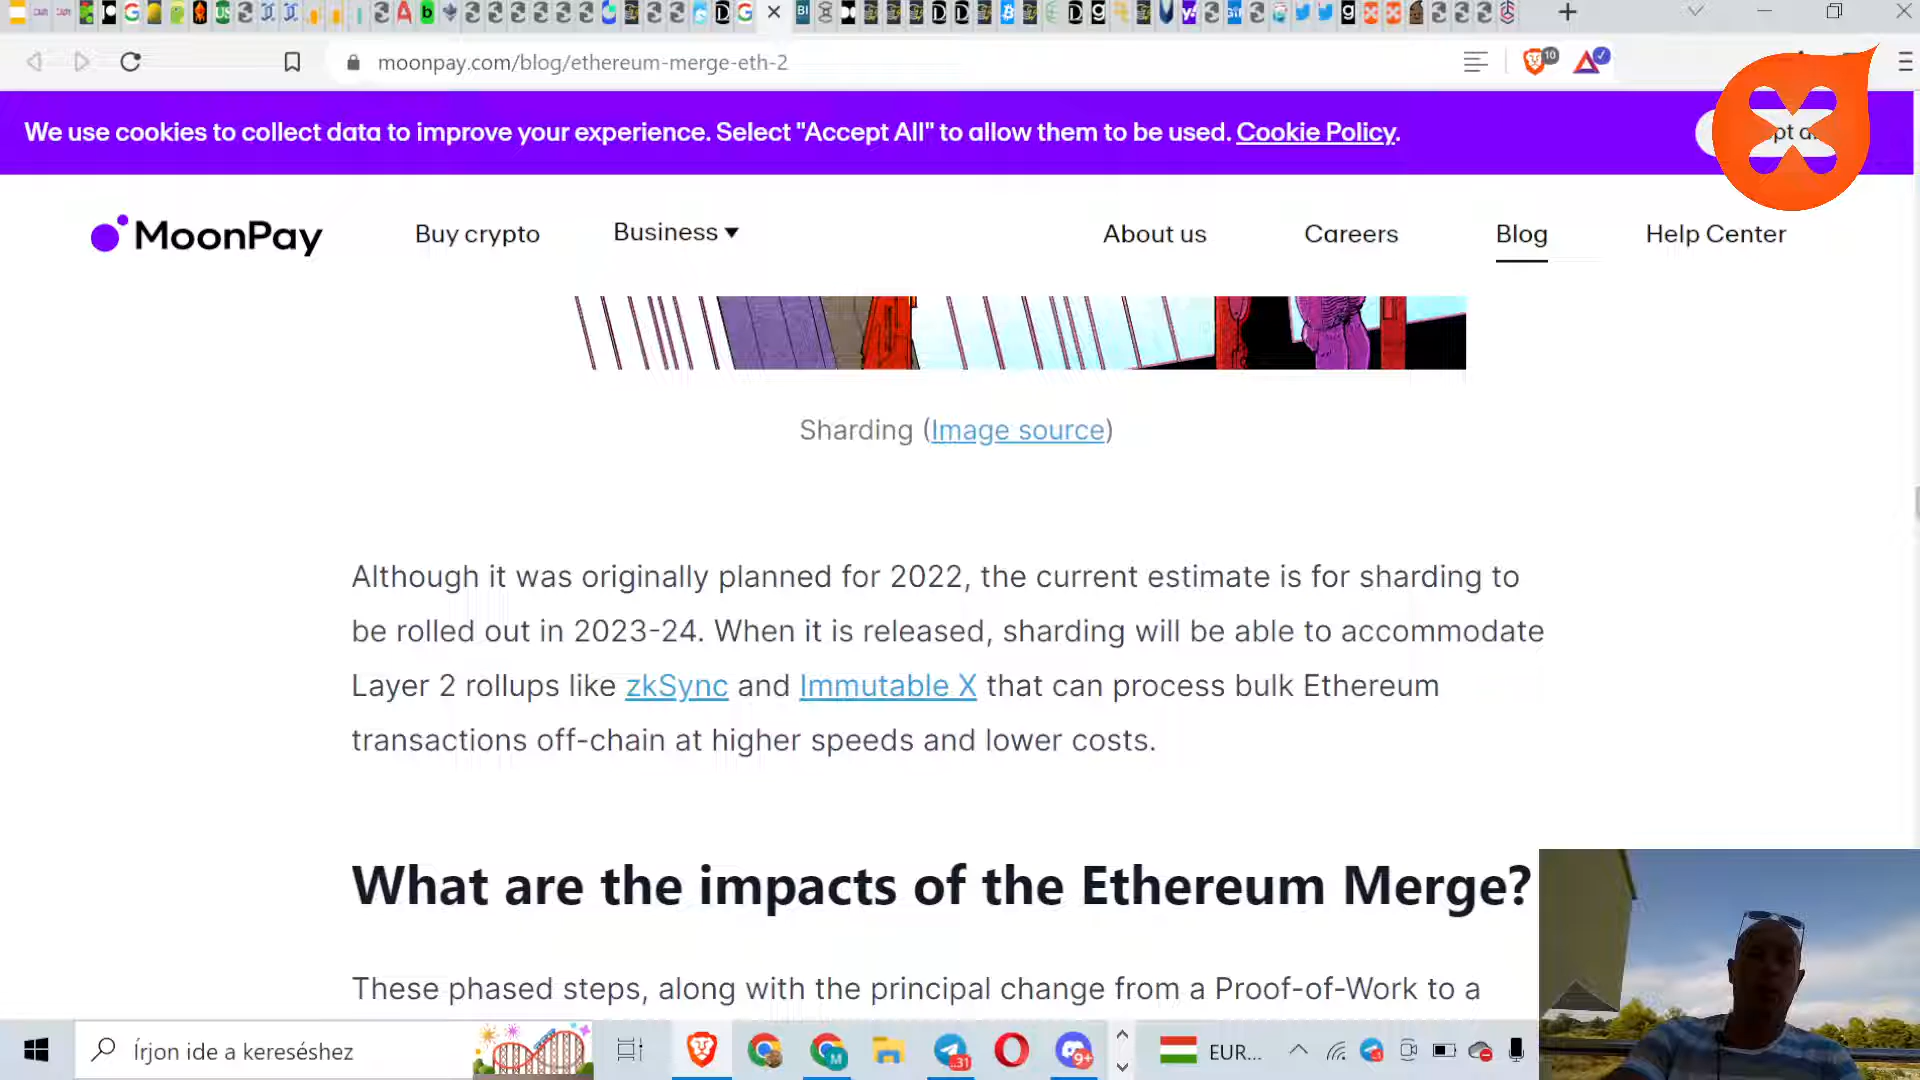 moonpay.com/blog/ethereum-merge-eth-2
10
We use cookies to collect data to improve your experience. Select "Accept All" to allow them to be used. Cookie Policy.
MoonPay
Buy crypto
Business
About us
Careers
Blog
Help Center
Sharding (Image source)
Although it was originally planned for 2022, the current estimate is for sharding to
be rolled out in 2023-24. When it is released, sharding will be able to accommodate
Layer 2 rollups like zkSync and Immutable X that can process bulk Ethereum
transactions off-chain at higher speeds and lower costs.
What are the impacts of the Ethereum Merge?
These phased steps, along with the principal change from a Proof-of-Work to a
Írjon ide a kereséshez
31
9+
EUR...